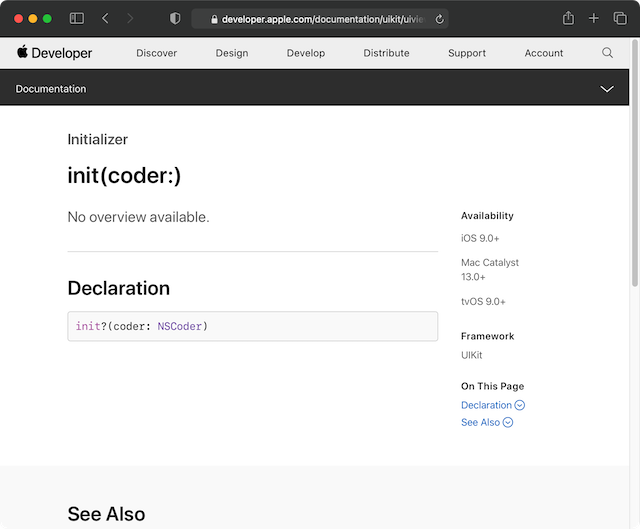 developer.apple.com/documentation/uikit/uivie
Developer
Discover
Design
Develop
Distribute
Support
Account
Documentation
Initializer
init(coder:)
No overview available.
Declaration
init?(coder: NSCoder)
Availability
iOS 9.0+
Mac Catalyst
13.0+
tvOS 9.0+
Framework
UIKit
On This Page
Declaration
See Also
See Also